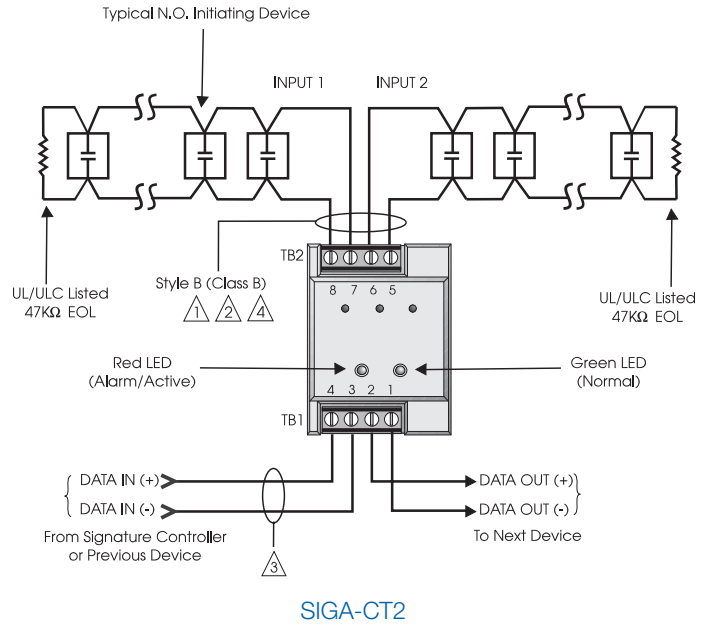 Typical N.O. Initiating Device
INPUT 1
INPUT 2
TB2
8 7 6 5
Style B (Class B)
1 2 4
UL/ULC Listed
47KΩ EOL
UL/ULC Listed
47KΩ EOL
Red LED
(Alarm/Active)
Green LED
(Normal)
4 3 2 1
TB1
DATA IN (+)
DATA IN (-)
From Signature Controller
or Previous Device
3
DATA OUT (+)
DATA OUT (-)
To Next Device
SIGA-CT2